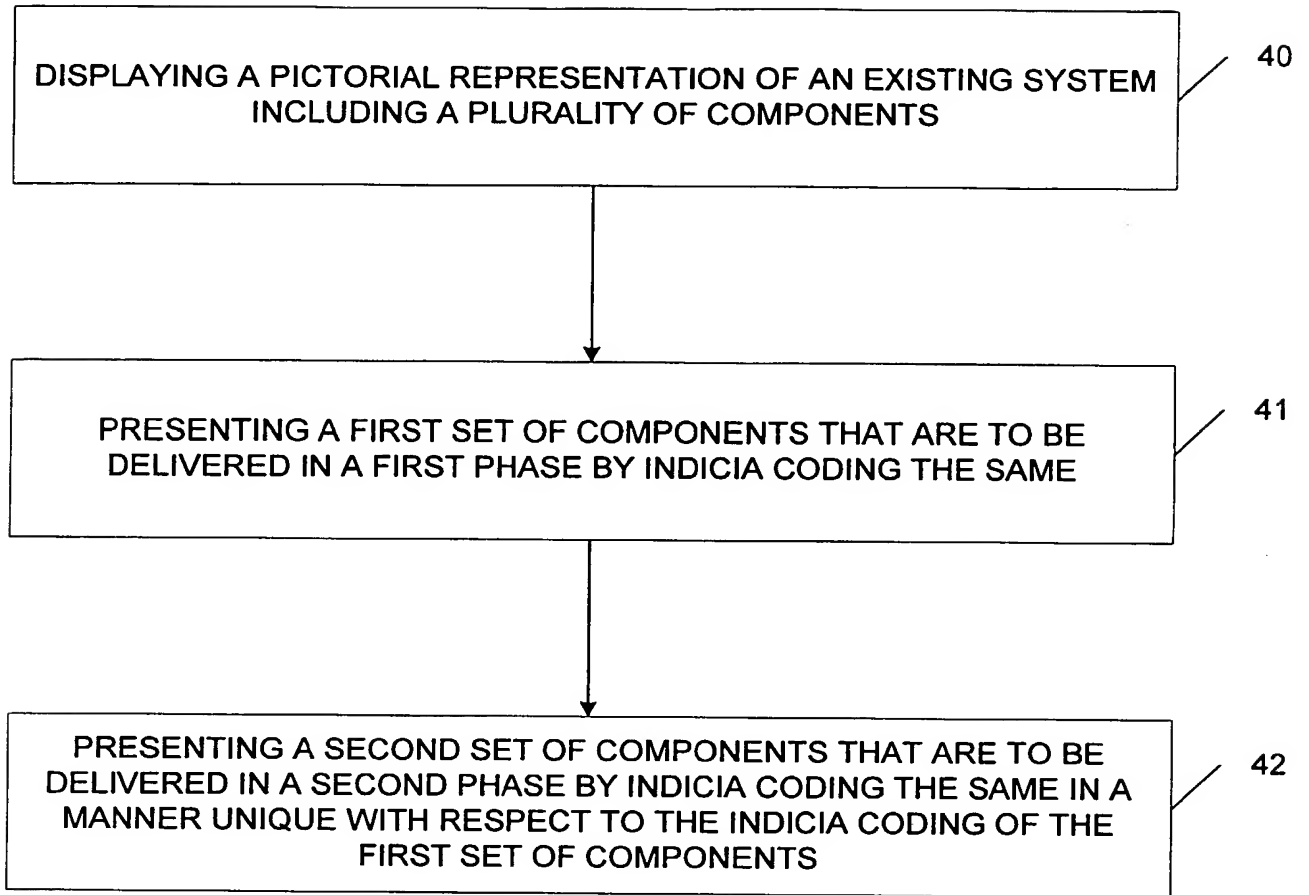 DISPLAYING A PICTORIAL REPRESENTATION OF AN EXISTING SYSTEM
INCLUDING A PLURALITY OF COMPONENTS
40
PRESENTING A FIRST SET OF COMPONENTS THAT ARE TO BE
DELIVERED IN A FIRST PHASE BY INDICIA CODING THE SAME
41
PRESENTING A SECOND SET OF COMPONENTS THAT ARE TO BE
DELIVERED IN A SECOND PHASE BY INDICIA CODING THE SAME IN A
MANNER UNIQUE WITH RESPECT TO THE INDICIA CODING OF THE
FIRST SET OF COMPONENTS
42